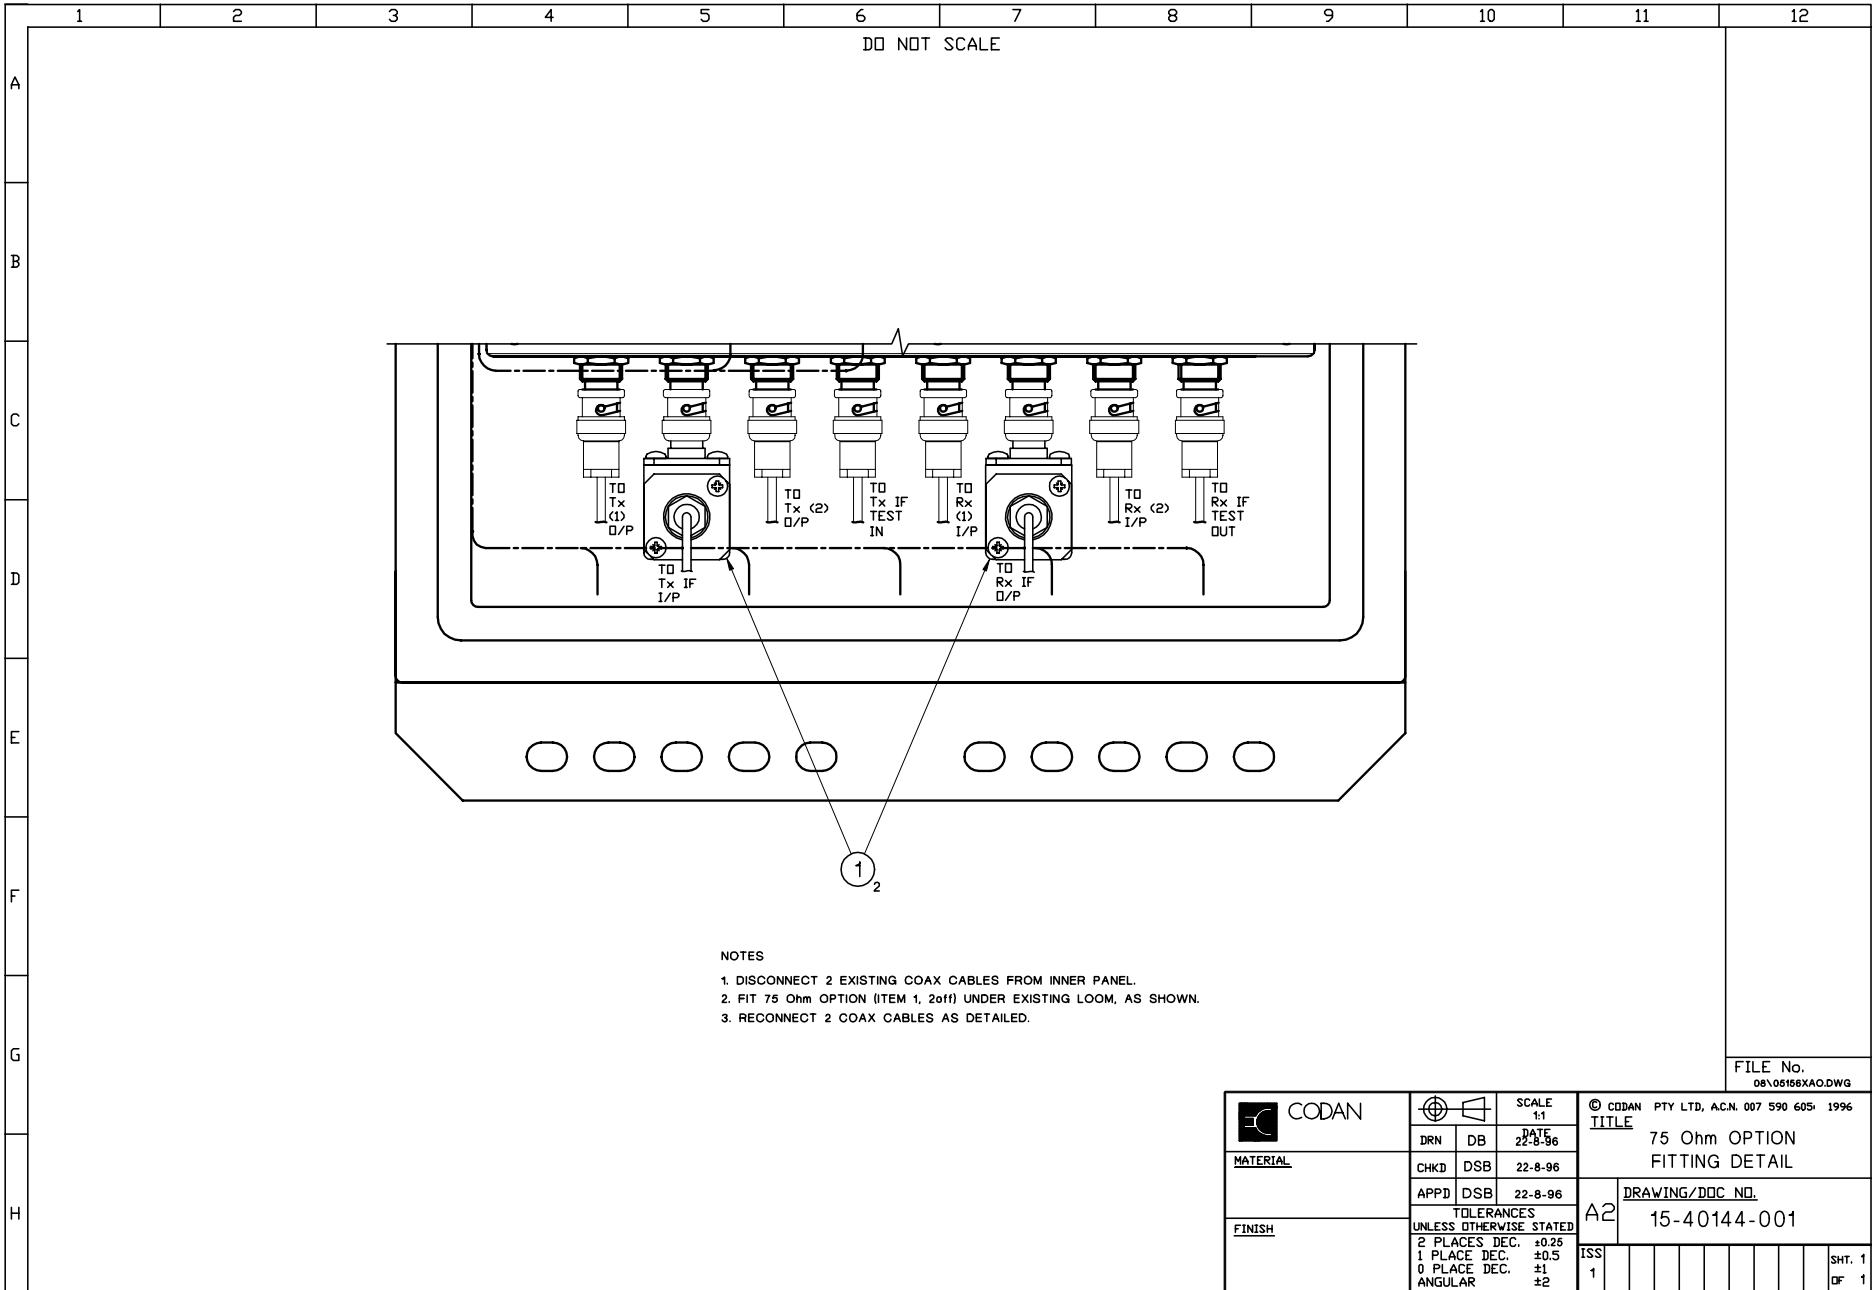 1 2 3 4 5 6 7 8 9 10 11 12
DO NOT SCALE
A
B
C
D
E
F
G
H
TO
Tx
(1)
O/P
TO
Tx IF
I/P
TO
Tx (2)
O/P
TO
Tx IF
TEST
IN
TO
Rx
(1)
I/P
TO
Rx IF
O/P
TO
Rx (2)
I/P
TO
Rx IF
TEST
OUT
1
2
NOTES
1. DISCONNECT 2 EXISTING COAX CABLES FROM INNER PANEL.
2. FIT 75 Ohm OPTION (ITEM 1, 2off) UNDER EXISTING LOOM, AS SHOWN.
3. RECONNECT 2 COAX CABLES AS DETAILED.
FILE No.
08\05156XAO.DWG
CODAN
MATERIAL
FINISH
SCALE
1:1
DATE
DRN DB 22-8-96
CHKD DSB 22-8-96
APPD DSB 22-8-96
TOLERANCES
UNLESS OTHERWISE STATED
2 PLACES DEC. ±0.25
1 PLACE DEC. ±0.5
0 PLACE DEC. ±1
ANGULAR ±2
© CODAN PTY LTD, A.C.N. 007 590 605, 1996
TITLE
75 Ohm OPTION
FITTING DETAIL
A2
DRAWING/DOC NO.
15-40144-001
ISS
1
SHT. 1
OF 1